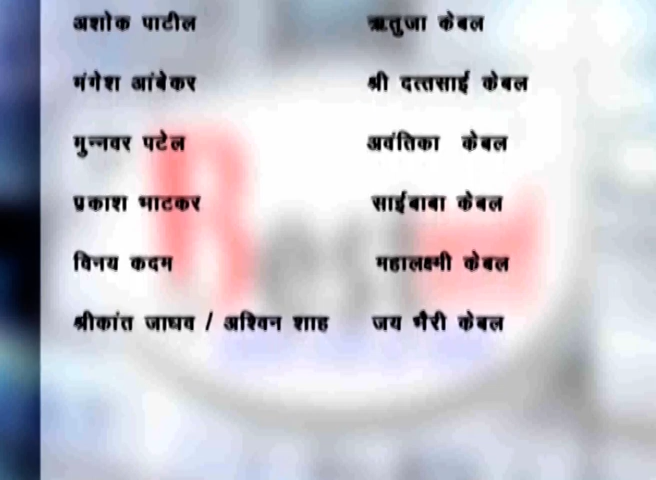 अशोक पाटील ऋतुजा केबल
मंगेश आंबेकर श्री दत्तसाई केबल
मुन्नवर पटेल अवंतिका केबल
प्रकाश भाटकर साईबाबा केबल
विनय कदम महालक्ष्मी केबल
श्रीकांत जाधव / अश्विन शाह जय भैरी केबल